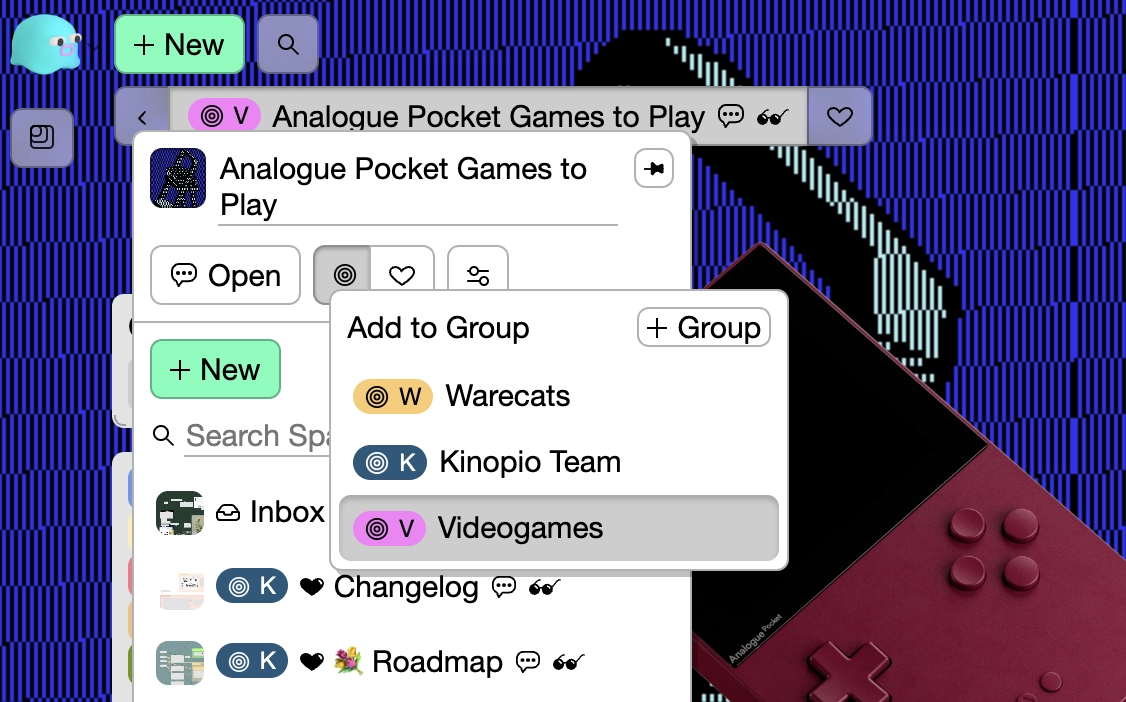 + New
V Analogue Pocket Games to Play
Analogue Pocket Games to
Play
Open
Add to Group
+ Group
W Warecats
K Kinopio Team
V Videogames
+ New
Search Spa
Inbox
K Changelog
K Roadmap
Analogue Pocket